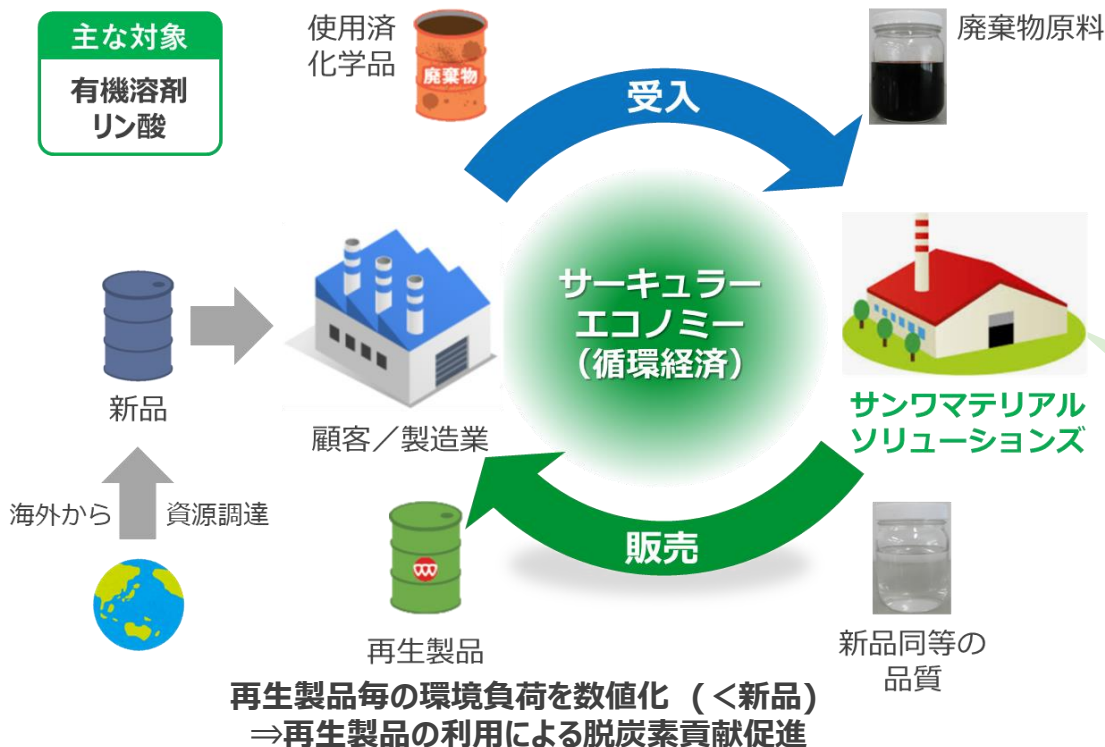 主な対象
有機溶剤
リン酸
使用済
化学品
廃棄物
受入
廃棄物原料
サーキュラー
エコノミー
（循環経済）
新品
顧客／製造業
サンワマテリアル
ソリューションズ
海外から
資源調達
販売
再生製品
新品同等の
品質
再生製品毎の環境負荷を数値化 (＜新品)
⇒再生製品の利用による脱炭素貢献促進